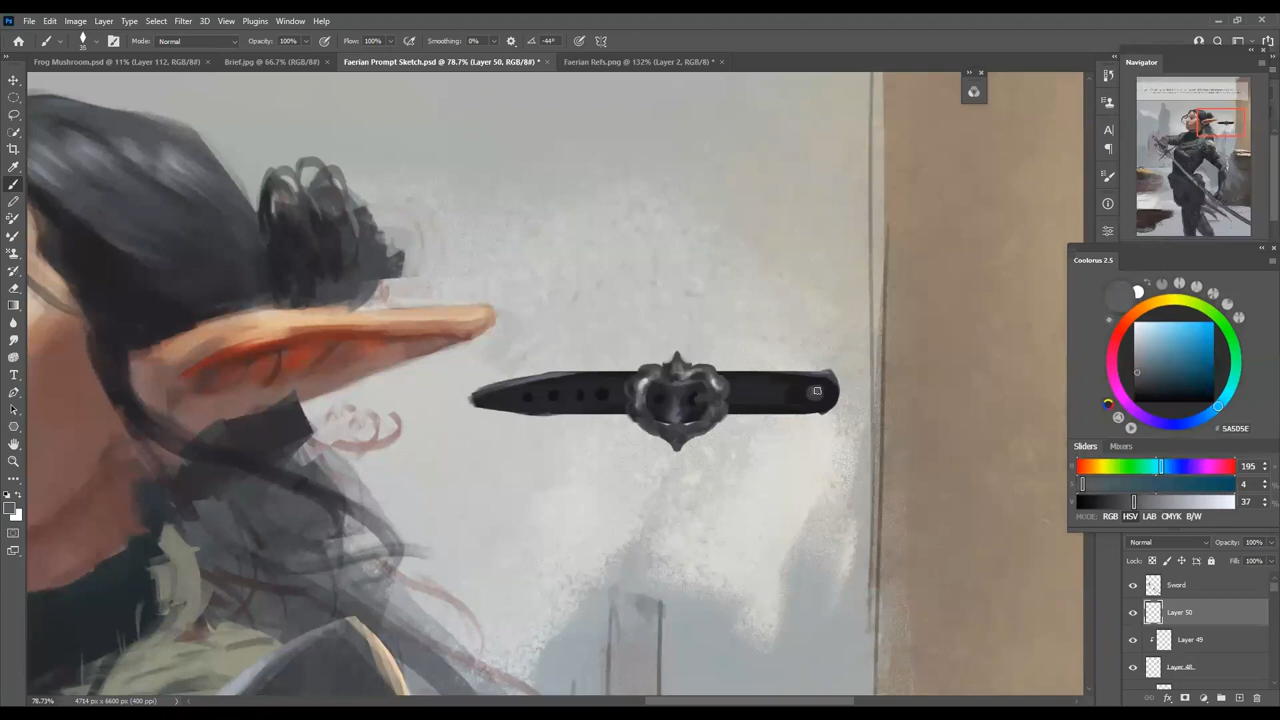 Ps File Edit Image Layer Type Select Filter 3D View Plugins Window Help
35 Mode: Normal Opacity: 100% Flow: 100% Smoothing: 0% -44°
Frog Mushroom.psd @ 11% (Layer 112, RGB/8#) × Brief.jpg @ 66.7% (RGB/8#) × Faerian Prompt Sketch.psd @ 78.7% (Layer 50, RGB/8#) * × Faerian Refs.png @ 132% (Layer 2, RGB/8) * ×
Navigator
Coolorus 2.5
# 5A5D5E
Sliders Mixers
H 195
S 4 %
V 37 %
MODE: RGB HSV LAB CMYK B/W
Normal Opacity: 100%
Lock: Fill: 100%
Sword
Layer 50
Layer 49
Layer 48
78.73% 4714 px x 6600 px (400 ppi)